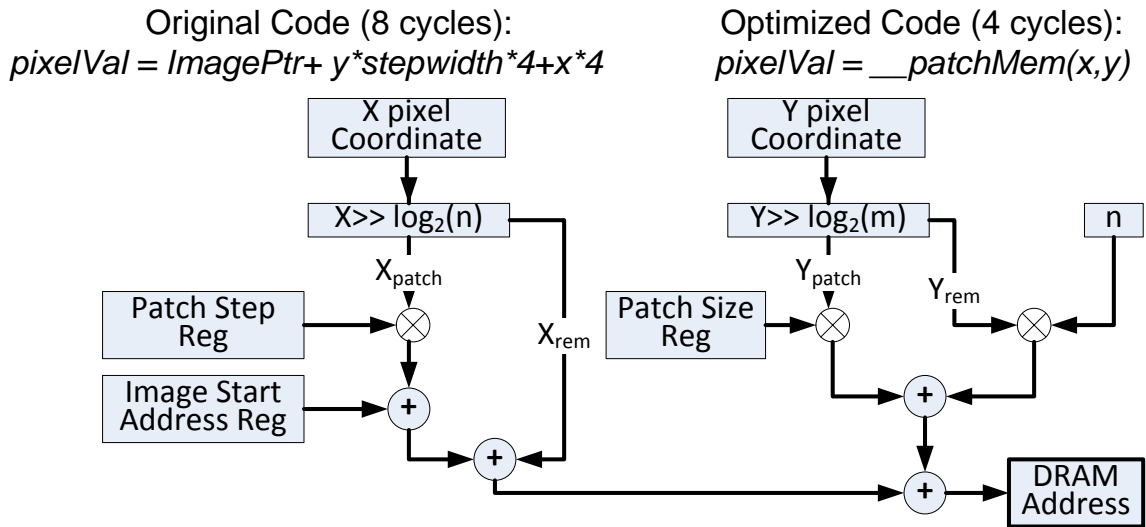 Original Code (8 cycles):
pixelVal = ImagePtr+ y*stepwidth*4+x*4
Optimized Code (4 cycles):
pixelVal = __patchMem(x,y)
X pixel
Coordinate
Y pixel
Coordinate
X>> log₂(n)
Y>> log₂(m)
n
Xpatch
Ypatch
Yrem
Patch Step
Reg
Xrem
Patch Size
Reg
Image Start
Address Reg
+
+
+
+
DRAM
Address